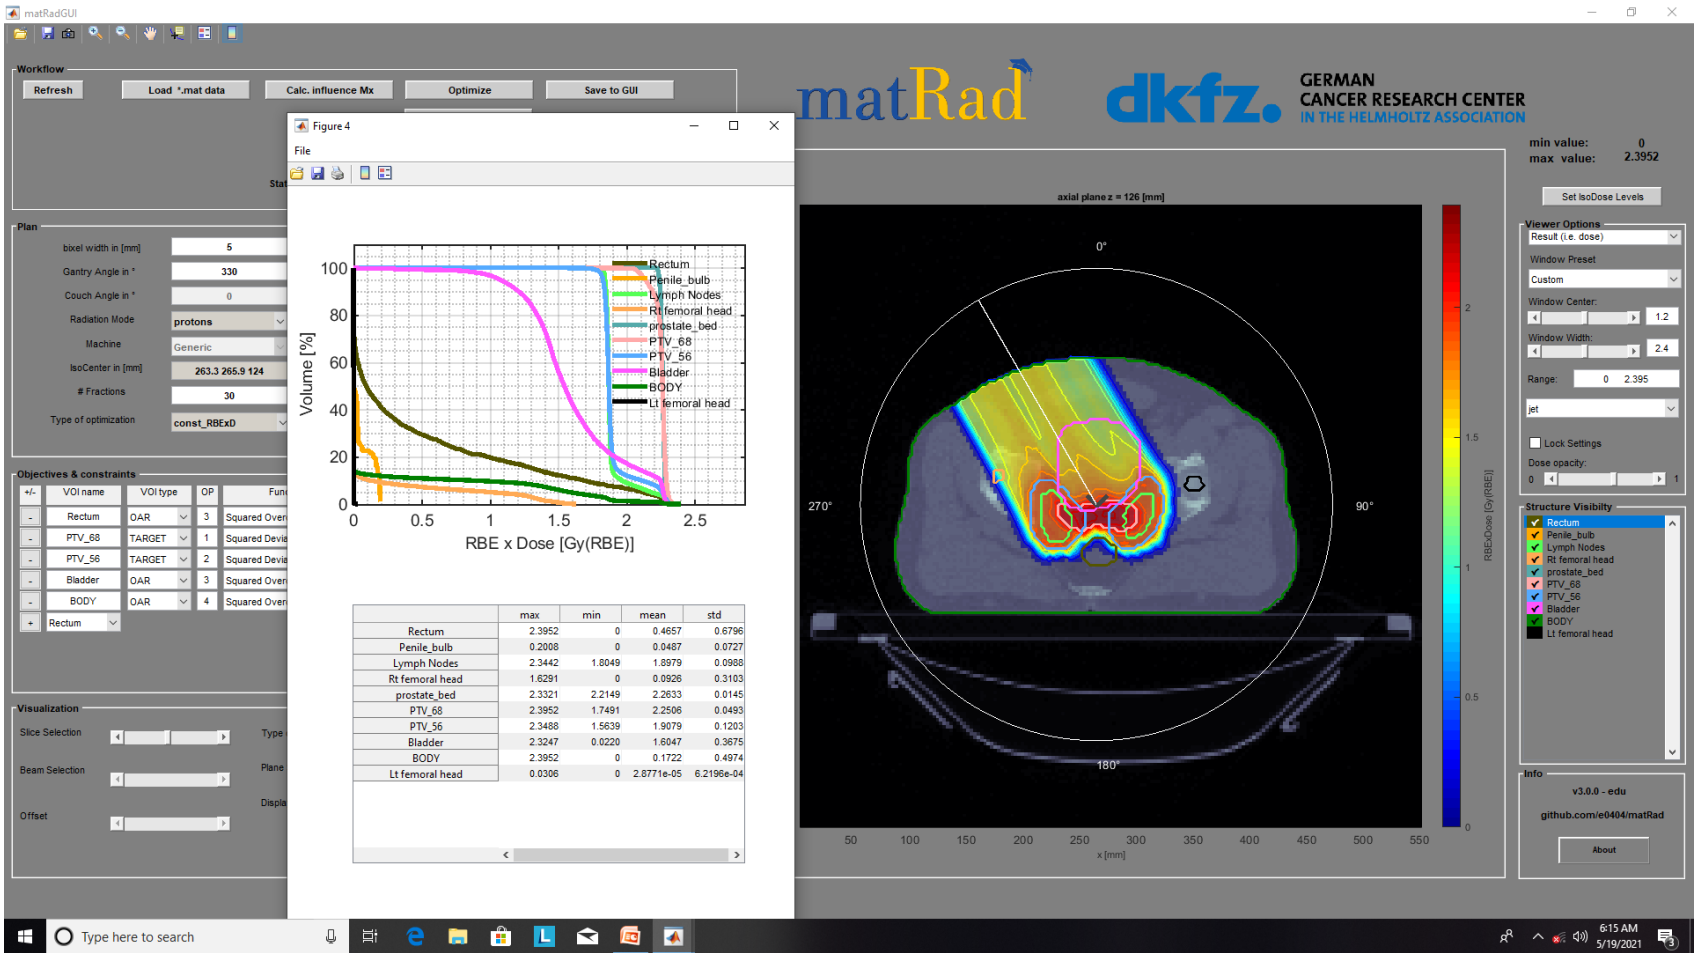 matRadGUI
Workflow
Refresh
Load *.mat data
Calc. influence Mx
Optimize
Save to GUI
matRad
dkfz.
GERMAN
CANCER RESEARCH CENTER
IN THE HELMHOLTZ ASSOCIATION
Plan
bixel width in [mm] 5
Gantry Angle in ° 330
Couch Angle in ° 0
Radiation Mode protons
Machine Generic
IsoCenter in [mm] 263.3 265.9 124
# Fractions 30
Type of optimization const_RBExD
Objectives & constraints
+/- VOI name VOI type OP
- Rectum OAR 3
- PTV_68 TARGET 1
- PTV_56 TARGET 2
- Bladder OAR 3
- BODY OAR 4
+ Rectum
Visualization
Slice Selection
Beam Selection
Plane
Offset
Figure 4
File
Rectum
Penile_bulb
Lymph Nodes
Rt femoral head
prostate_bed
PTV_68
PTV_56
Bladder
BODY
Lt femoral head
100
80
60
40
20
0
Volume [%]
0 0.5 1 1.5 2 2.5
RBE x Dose [Gy(RBE)]
max min mean std
Rectum 2.3952 0 0.4657 0.6796
Penile_bulb 0.2008 0 0.0487 0.0727
Lymph Nodes 2.3442 1.8049 1.8979 0.0988
Rt femoral head 1.6291 0 0.0926 0.3103
prostate_bed 2.3321 2.2149 2.2633 0.0145
PTV_68 2.3952 1.7491 2.2506 0.0493
PTV_56 2.3488 1.5639 1.9079 0.1203
Bladder 2.3247 0.0220 1.6047 0.3675
BODY 2.3952 0 0.1722 0.4974
Lt femoral head 0.0306 0 2.8771e-05 6.2196e-04
axial plane z = 126 [mm]
0°
90°
180°
270°
50 100 150 200 250 300 350 400 450 500 550
x [mm]
2
1.5
1
0.5
0
RBExDose [Gy(RBE)]
min value: 0
max value: 2.3952
Set IsoDose Levels
Viewer Options
Result (i.e. dose)
Window Preset
Custom
Window Center:
1.2
Window Width:
2.4
Range: 0 2.395
jet
Lock Settings
Dose opacity:
0 1
Structure Visibilty
Rectum
Penile_bulb
Lymph Nodes
Rt femoral head
prostate_bed
PTV_68
PTV_56
Bladder
BODY
Lt femoral head
Info
v3.0.0 - edu
github.com/e0404/matRad
About
Type here to search
6:15 AM
5/19/2021
3